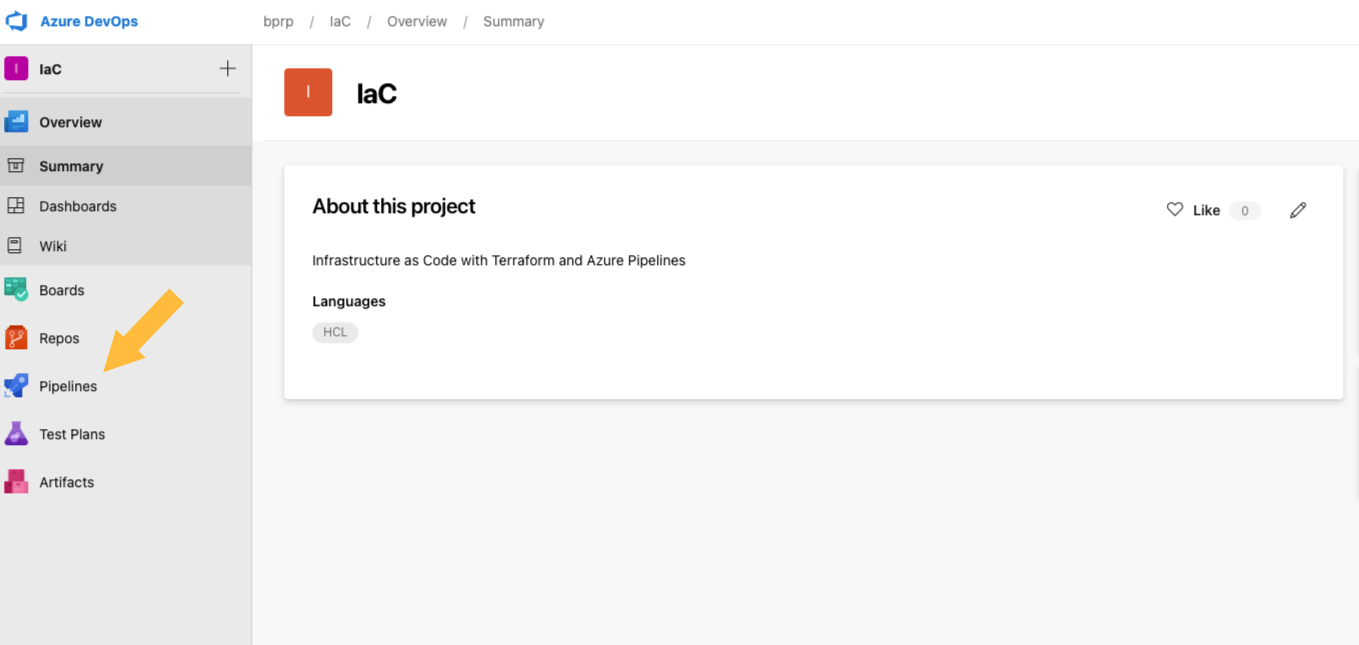 Azure DevOps
bprp / IaC / Overview / Summary
I IaC +
I IaC
Overview
Summary
Dashboards
Wiki
Boards
Repos
Pipelines
Test Plans
Artifacts
About this project
Like 0
Infrastructure as Code with Terraform and Azure Pipelines
Languages
HCL